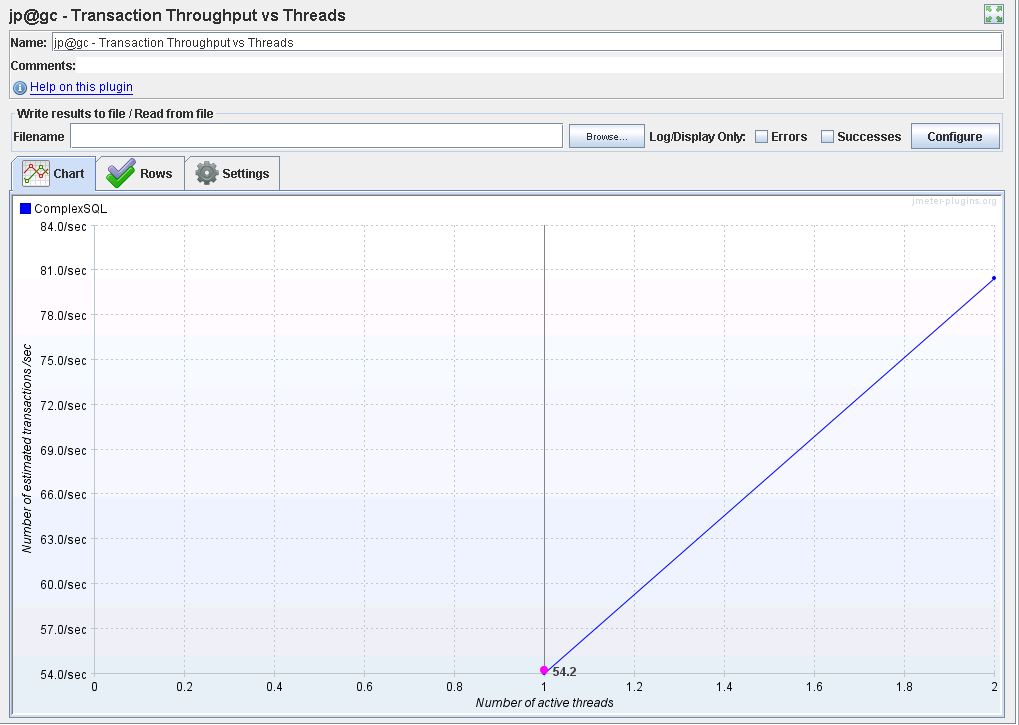 jp@gc - Transaction Throughput vs Threads
Name: jp@gc - Transaction Throughput vs Threads
Comments:
Help on this plugin
Write results to file / Read from file
Filename Browse... Log/Display Only: Errors Successes Configure
Chart Rows Settings
jmeter-plugins.org
ComplexSQL
84.0/sec
81.0/sec
78.0/sec
75.0/sec
72.0/sec
69.0/sec
66.0/sec
63.0/sec
60.0/sec
57.0/sec
54.0/sec
Number of estimated transactions /sec
54.2
0 0.2 0.4 0.6 0.8 1 1.2 1.4 1.6 1.8 2
Number of active threads